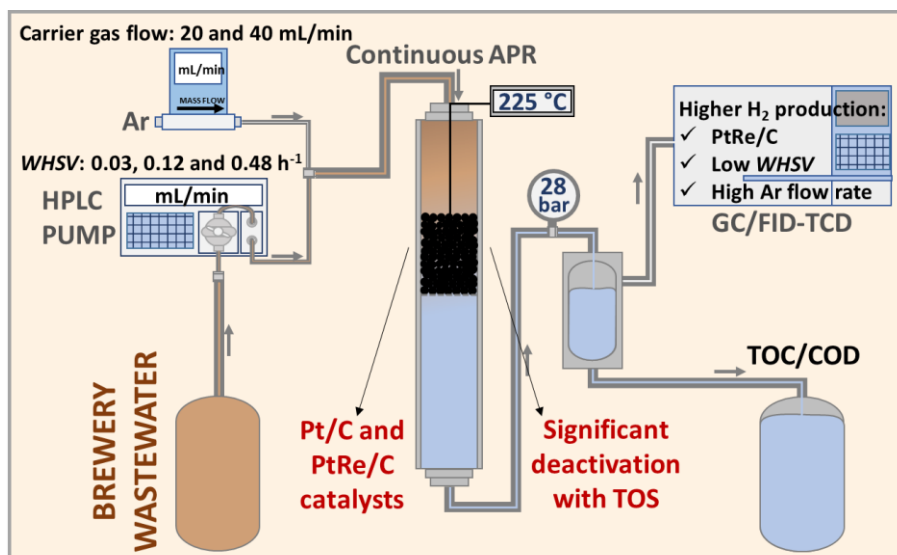 Carrier gas flow: 20 and 40 mL/min
mL/min
MASS FLOW
Ar
Continuous APR
225 °C
WHSV: 0.03, 0.12 and 0.48 h⁻¹
HPLC
PUMP
mL/min
28
bar
Higher H₂ production:
✓ PtRe/C
✓ Low WHSV
✓ High Ar flow rate
GC/FID-TCD
TOC/COD
BREWERY
WASTEWATER
Pt/C and
PtRe/C
catalysts
Significant
deactivation
with TOS